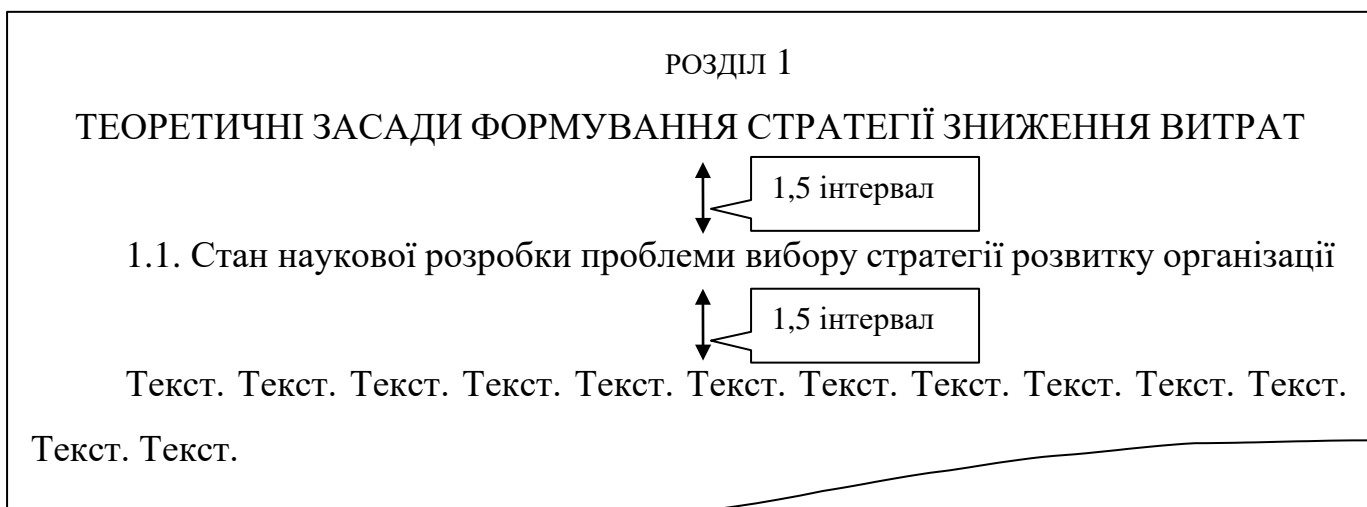 РОЗДІЛ 1
ТЕОРЕТИЧНІ ЗАСАДИ ФОРМУВАННЯ СТРАТЕГІЇ ЗНИЖЕННЯ ВИТРАТ
1,5 інтервал
1.1. Стан наукової розробки проблеми вибору стратегії розвитку організації
1,5 інтервал
Текст. Текст. Текст. Текст. Текст. Текст. Текст. Текст. Текст. Текст. Текст.
Текст. Текст.